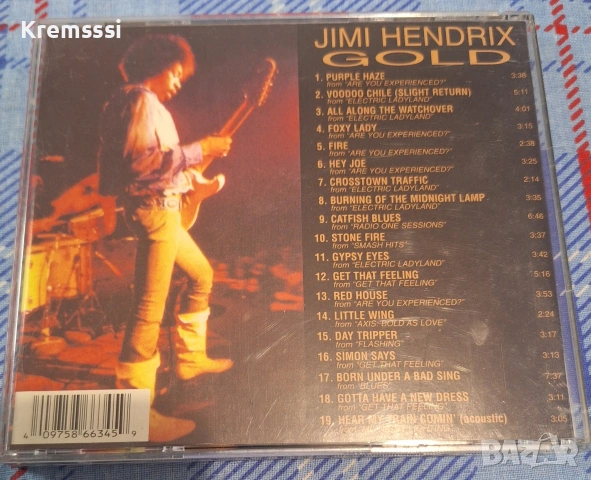 Kremsssi
JIMI HENDRIX
GOLD
1. PURPLE HAZE 3:36
from "ARE YOU EXPERIENCED?"
2. VOODOO CHILE (SLIGHT RETURN) 5:11
from "ELECTRIC LADYLAND"
3. ALL ALONG THE WATCHOVER 4:01
from "ELECTRIC LADYLAND"
4. FOXY LADY 3:15
from "ARE YOU EXPERIENCED?"
5. FIRE 2:38
from "ARE YOU EXPERIENCED?"
6. HEY JOE 3:25
from "ARE YOU EXPERIENCED?"
7. CROSSTOWN TRAFFIC 2:14
from "ELECTRIC LADYLAND"
8. BURNING OF THE MIDNIGHT LAMP 3:35
from "ELECTRIC LADYLAND"
9. CATFISH BLUES 6:46
from "RADIO ONE SESSIONS"
10. STONE FIRE 3:37
from "SMASH HITS"
11. GYPSY EYES 3:42
from "ELECTRIC LADYLAND"
12. GET THAT FEELING 5:16
from "GET THAT FEELING"
13. RED HOUSE 3:53
from "ARE YOU EXPERIENCED?"
14. LITTLE WING 2:24
from "AXIS: BOLD AS LOVE"
15. DAY TRIPPER 3:17
from "FLASHING"
16. SIMON SAYS 3:13
from "GET THAT FEELING"
17. BORN UNDER A BAD SING 7:37
from "BLUES"
18. GOTTA HAVE A NEW DRESS 3:11
from "GET THAT FEELING"
19. HEAR MY TRAIN COMIN' (acoustic) 3:05
4 09758 66345 9
bazar